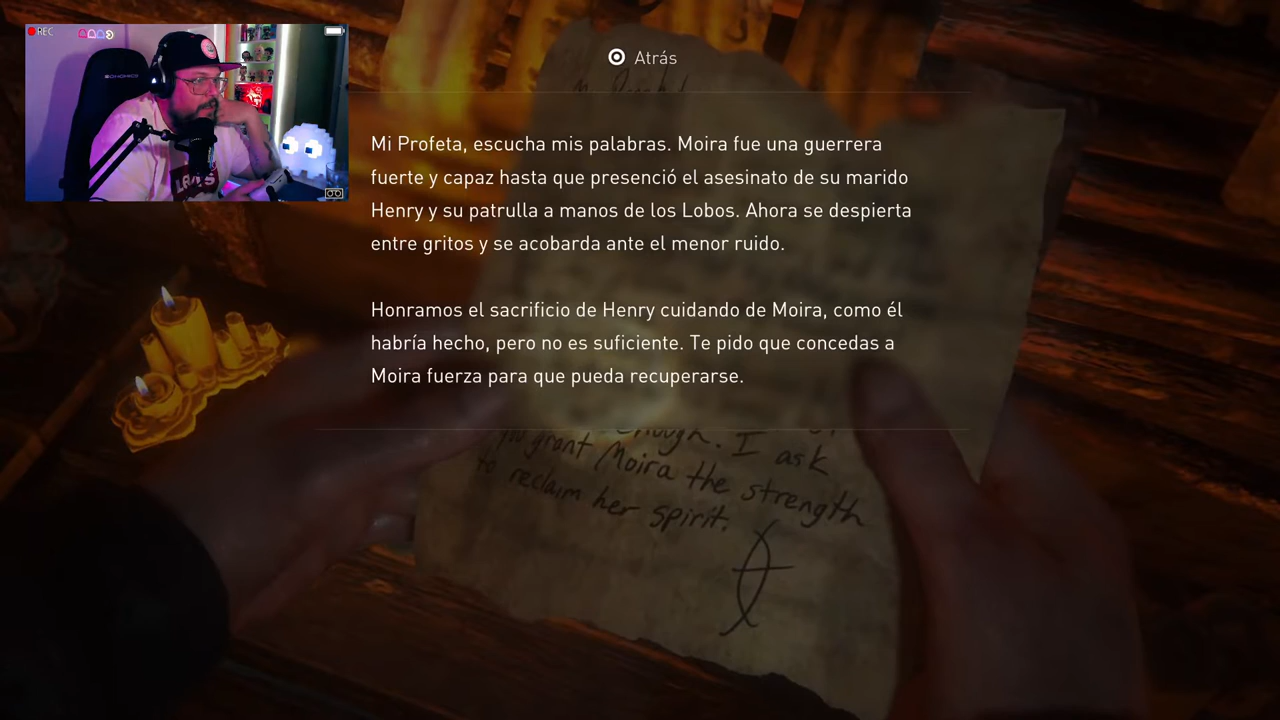 REC
Atrás
Mi Profeta, escucha mis palabras. Moira fue una guerrera
fuerte y capaz hasta que presenció el asesinato de su marido
Henry y su patrulla a manos de los Lobos. Ahora se despierta
entre gritos y se acobarda ante el menor ruido.
Honramos el sacrificio de Henry cuidando de Moira, como él
habría hecho, pero no es suficiente. Te pido que concedas a
Moira fuerza para que pueda recuperarse.
enough. I ask
you grant Moira the strength
to reclaim her spirit.